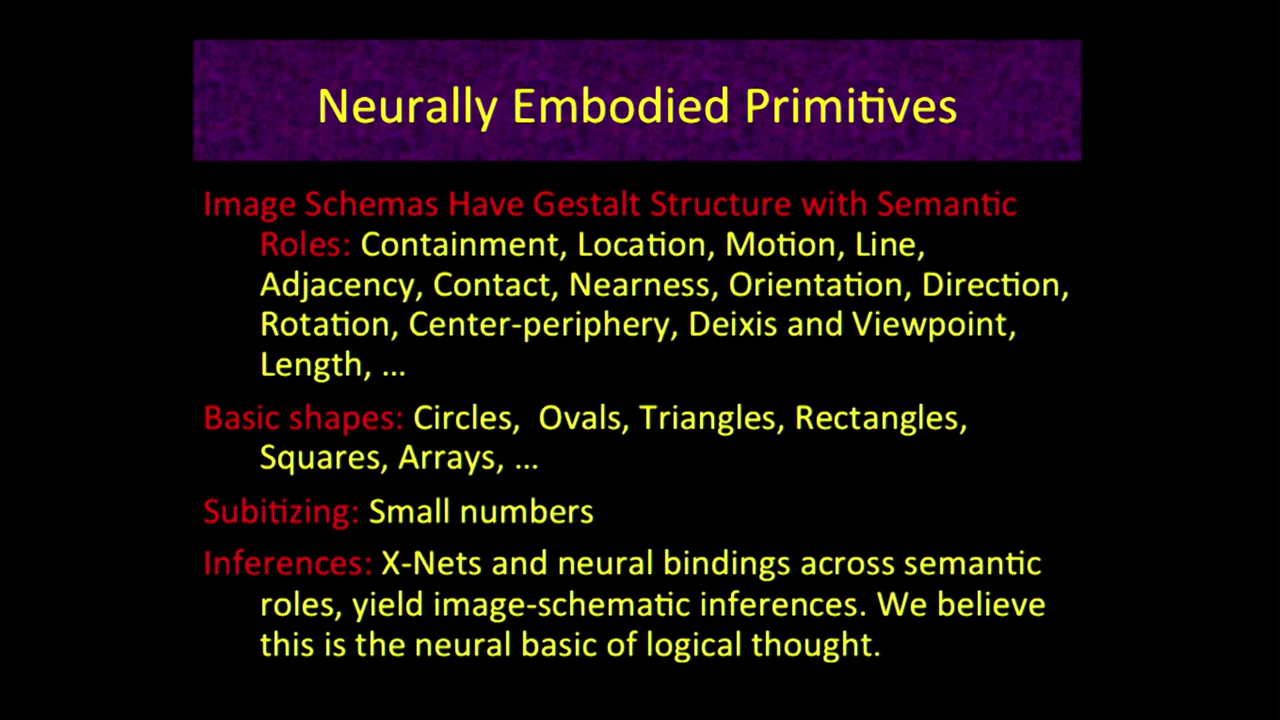 Neurally Embodied Primitives
Image Schemas Have Gestalt Structure with Semantic
Roles: Containment, Location, Motion, Line,
Adjacency, Contact, Nearness, Orientation, Direction,
Rotation, Center-periphery, Deixis and Viewpoint,
Length, ...
Basic shapes: Circles,  Ovals, Triangles, Rectangles,
Squares, Arrays, ...
Subitizing: Small numbers
Inferences: X-Nets and neural bindings across semantic
roles, yield image-schematic inferences. We believe
this is the neural basic of logical thought.